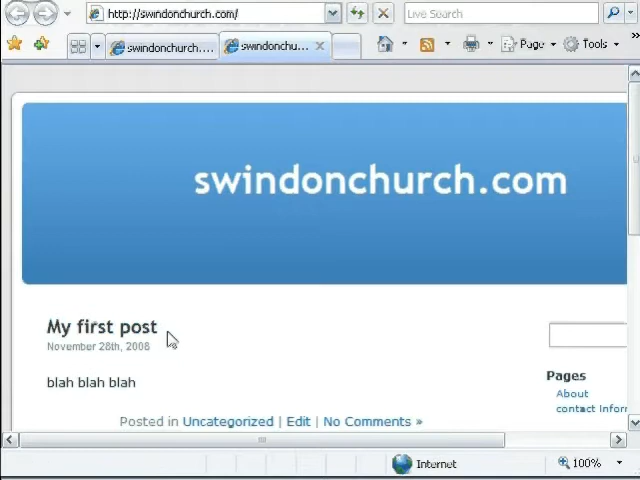 http://swindonchurch.com/
Live Search
swindonchurch....
swindonchu...
Page
Tools
swindonchurch.com
My first post
November 28th, 2008
blah blah blah
Pages
About
contact Infor
Posted in Uncategorized | Edit | No Comments »
Internet
100%